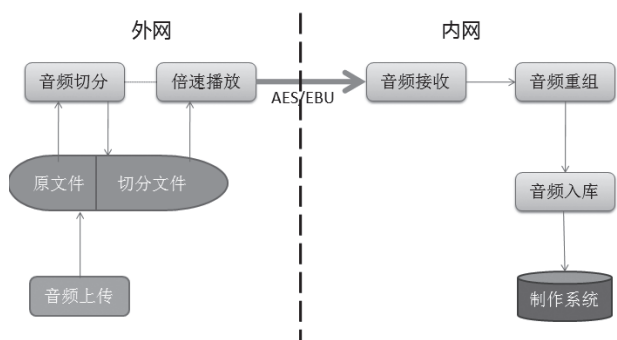 外网
内网
音频切分
倍速播放
AES/EBU
音频接收
音频重组
原文件
切分文件
音频入库
音频上传
制作系统